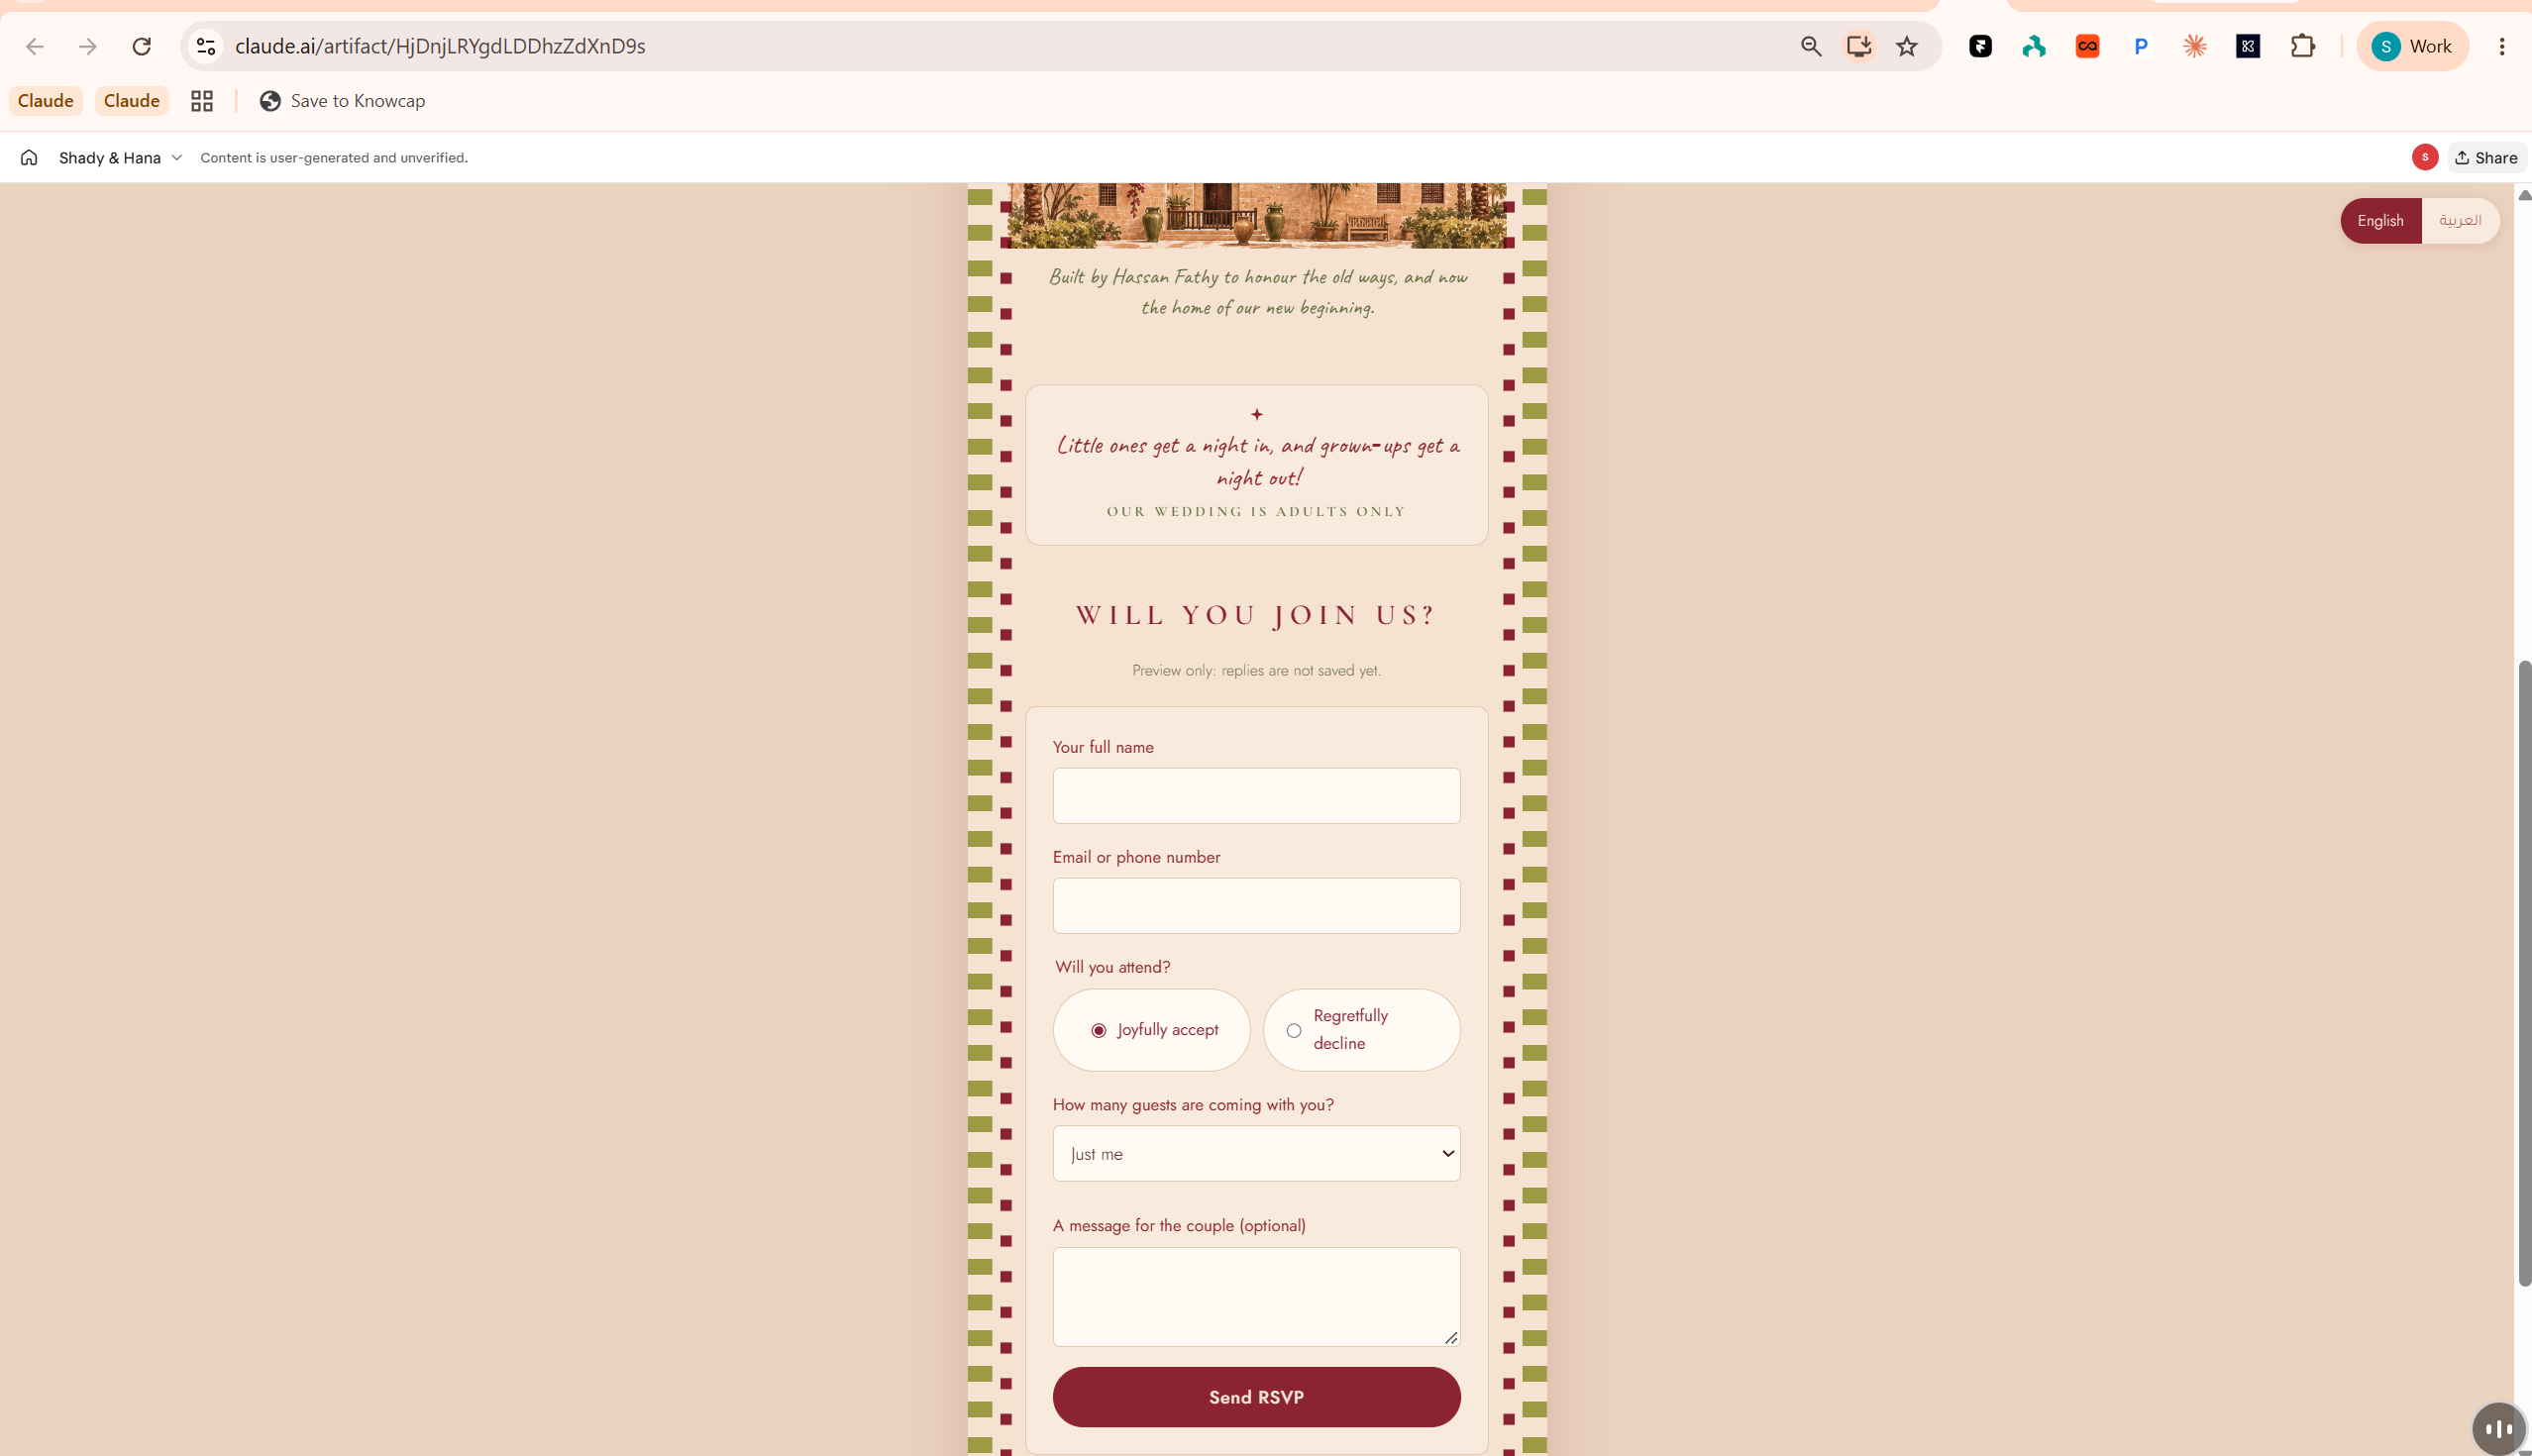 claude.ai/artifact/HjDnjLRYgdLDDhzZdXnD9s
S
Work
Claude
Claude
Save to Knowcap
Shady & Hana
Content is user-generated and unverified.
S
Share
English
العربية
Built by Hassan Fathy to honour the old ways, and now
the home of our new beginning.
Little ones get a night in, and grown-ups get a
night out!
OUR WEDDING IS ADULTS ONLY
WILL YOU JOIN US?
Preview only: replies are not saved yet.
Your full name
Email or phone number
Will you attend?
Joyfully accept
Regretfully
decline
How many guests are coming with you?
Just me
A message for the couple (optional)
Send RSVP